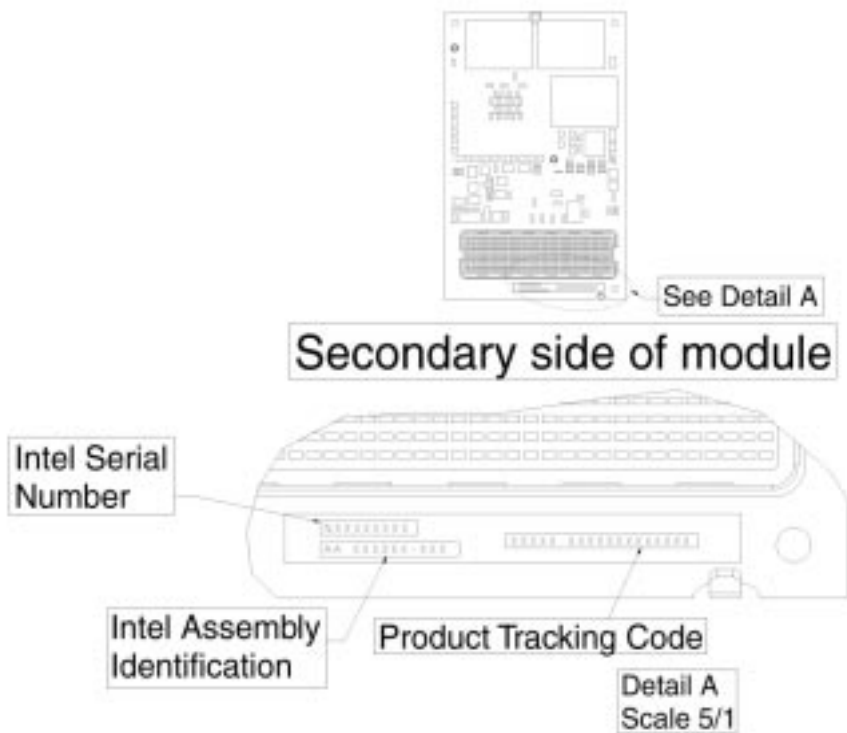 See Detail A
Secondary side of module
Intel Serial
Number
Intel Assembly
Identification
Product Tracking Code
Detail A
Scale 5/1